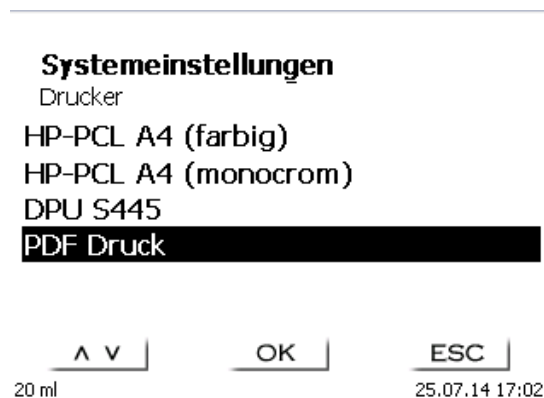 Systemeinstellungen
Drucker
HP-PCL A4 (farbig)
HP-PCL A4 (monocrom)
DPU S445
PDF Druck
∧ ∨ OK ESC
20 ml 25.07.14 17:02